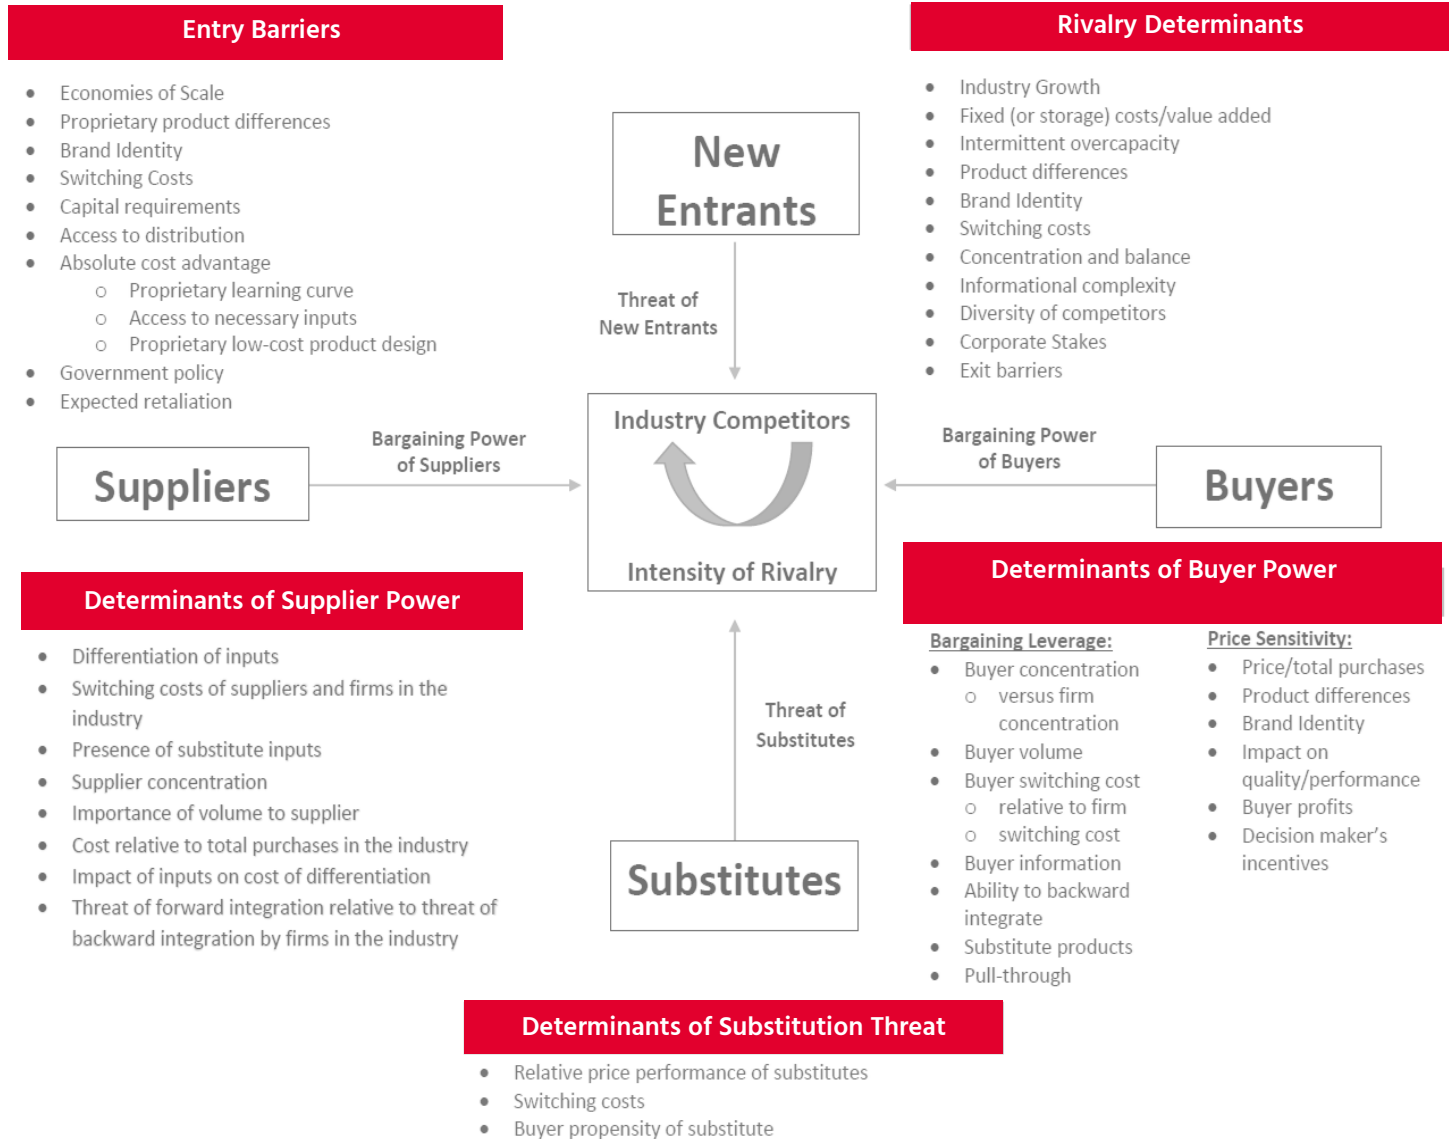 Entry Barriers
• Economies of Scale
• Proprietary product differences
• Brand Identity
• Switching Costs
• Capital requirements
• Access to distribution
• Absolute cost advantage
o Proprietary learning curve
o Access to necessary inputs
o Proprietary low-cost product design
• Government policy
• Expected retaliation
New
Entrants
Threat of
New Entrants
Rivalry Determinants
• Industry Growth
• Fixed (or storage) costs/value added
• Intermittent overcapacity
• Product differences
• Brand Identity
• Switching costs
• Concentration and balance
• Informational complexity
• Diversity of competitors
• Corporate Stakes
• Exit barriers
Suppliers
Bargaining Power
of Suppliers
Industry Competitors
Intensity of Rivalry
Bargaining Power
of Buyers
Buyers
Determinants of Supplier Power
• Differentiation of inputs
• Switching costs of suppliers and firms in the
industry
• Presence of substitute inputs
• Supplier concentration
• Importance of volume to supplier
• Cost relative to total purchases in the industry
• Impact of inputs on cost of differentiation
• Threat of forward integration relative to threat of
backward integration by firms in the industry
Threat of
Substitutes
Substitutes
Determinants of Buyer Power
Bargaining Leverage:
• Buyer concentration
o versus firm
concentration
• Buyer volume
• Buyer switching cost
o relative to firm
o switching cost
• Buyer information
• Ability to backward
integrate
• Substitute products
• Pull-through
Price Sensitivity:
• Price/total purchases
• Product differences
• Brand Identity
• Impact on
quality/performance
• Buyer profits
• Decision maker's
incentives
Determinants of Substitution Threat
• Relative price performance of substitutes
• Switching costs
• Buyer propensity of substitute